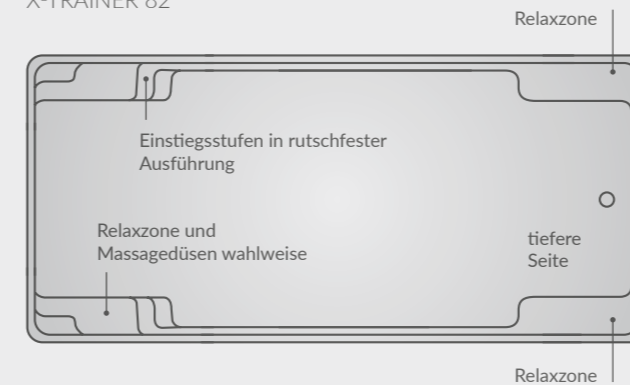 X-TRAINER 82
Relaxzone
Einstiegsstufen in rutschfester
Ausführung
Relaxzone und
Massagedüsen wahlweise
tiefere
Seite
Relaxzone